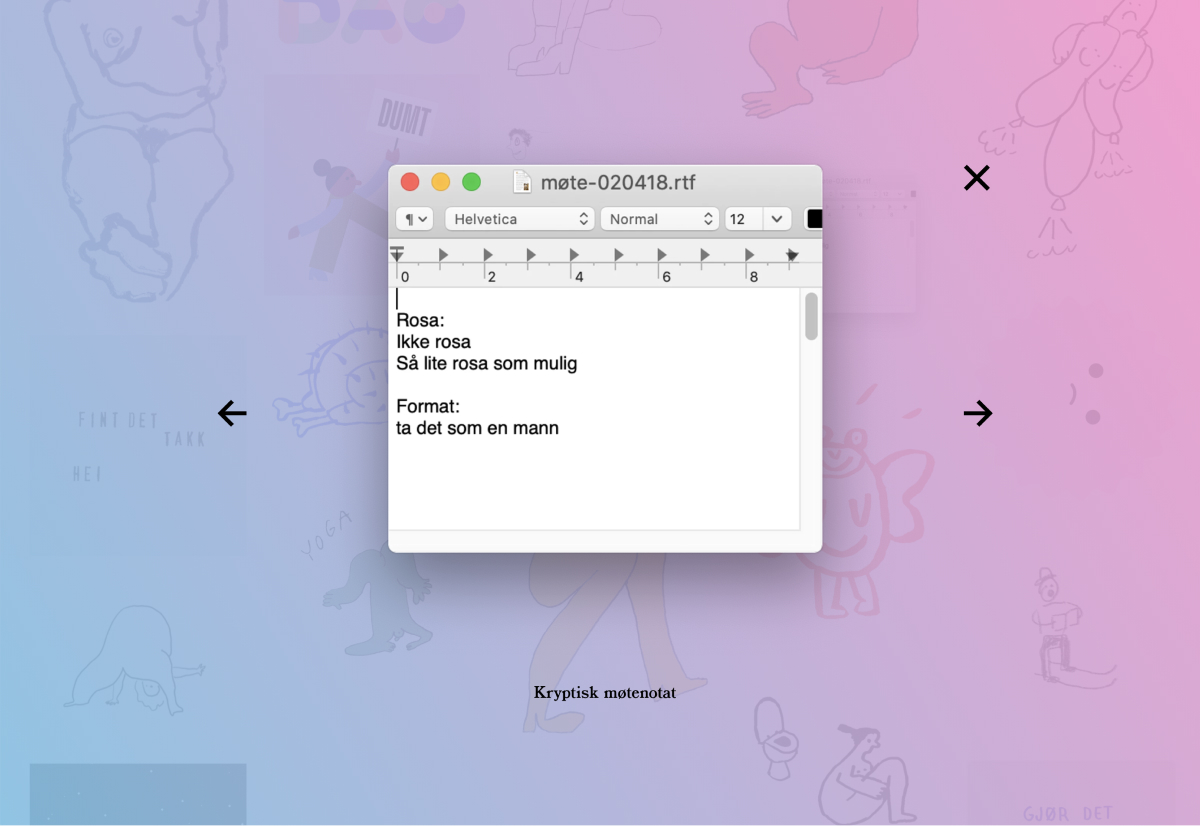 DAG
DUMT
møte-020418.rtf
¶ Helvetica Normal 12
0 2 4 6 8
Rosa:
Ikke rosa
Så lite rosa som mulig
Format:
ta det som en mann
FINT DET
TAKK
HEI
YOGA
Kryptisk møtenotat
GJØR DET